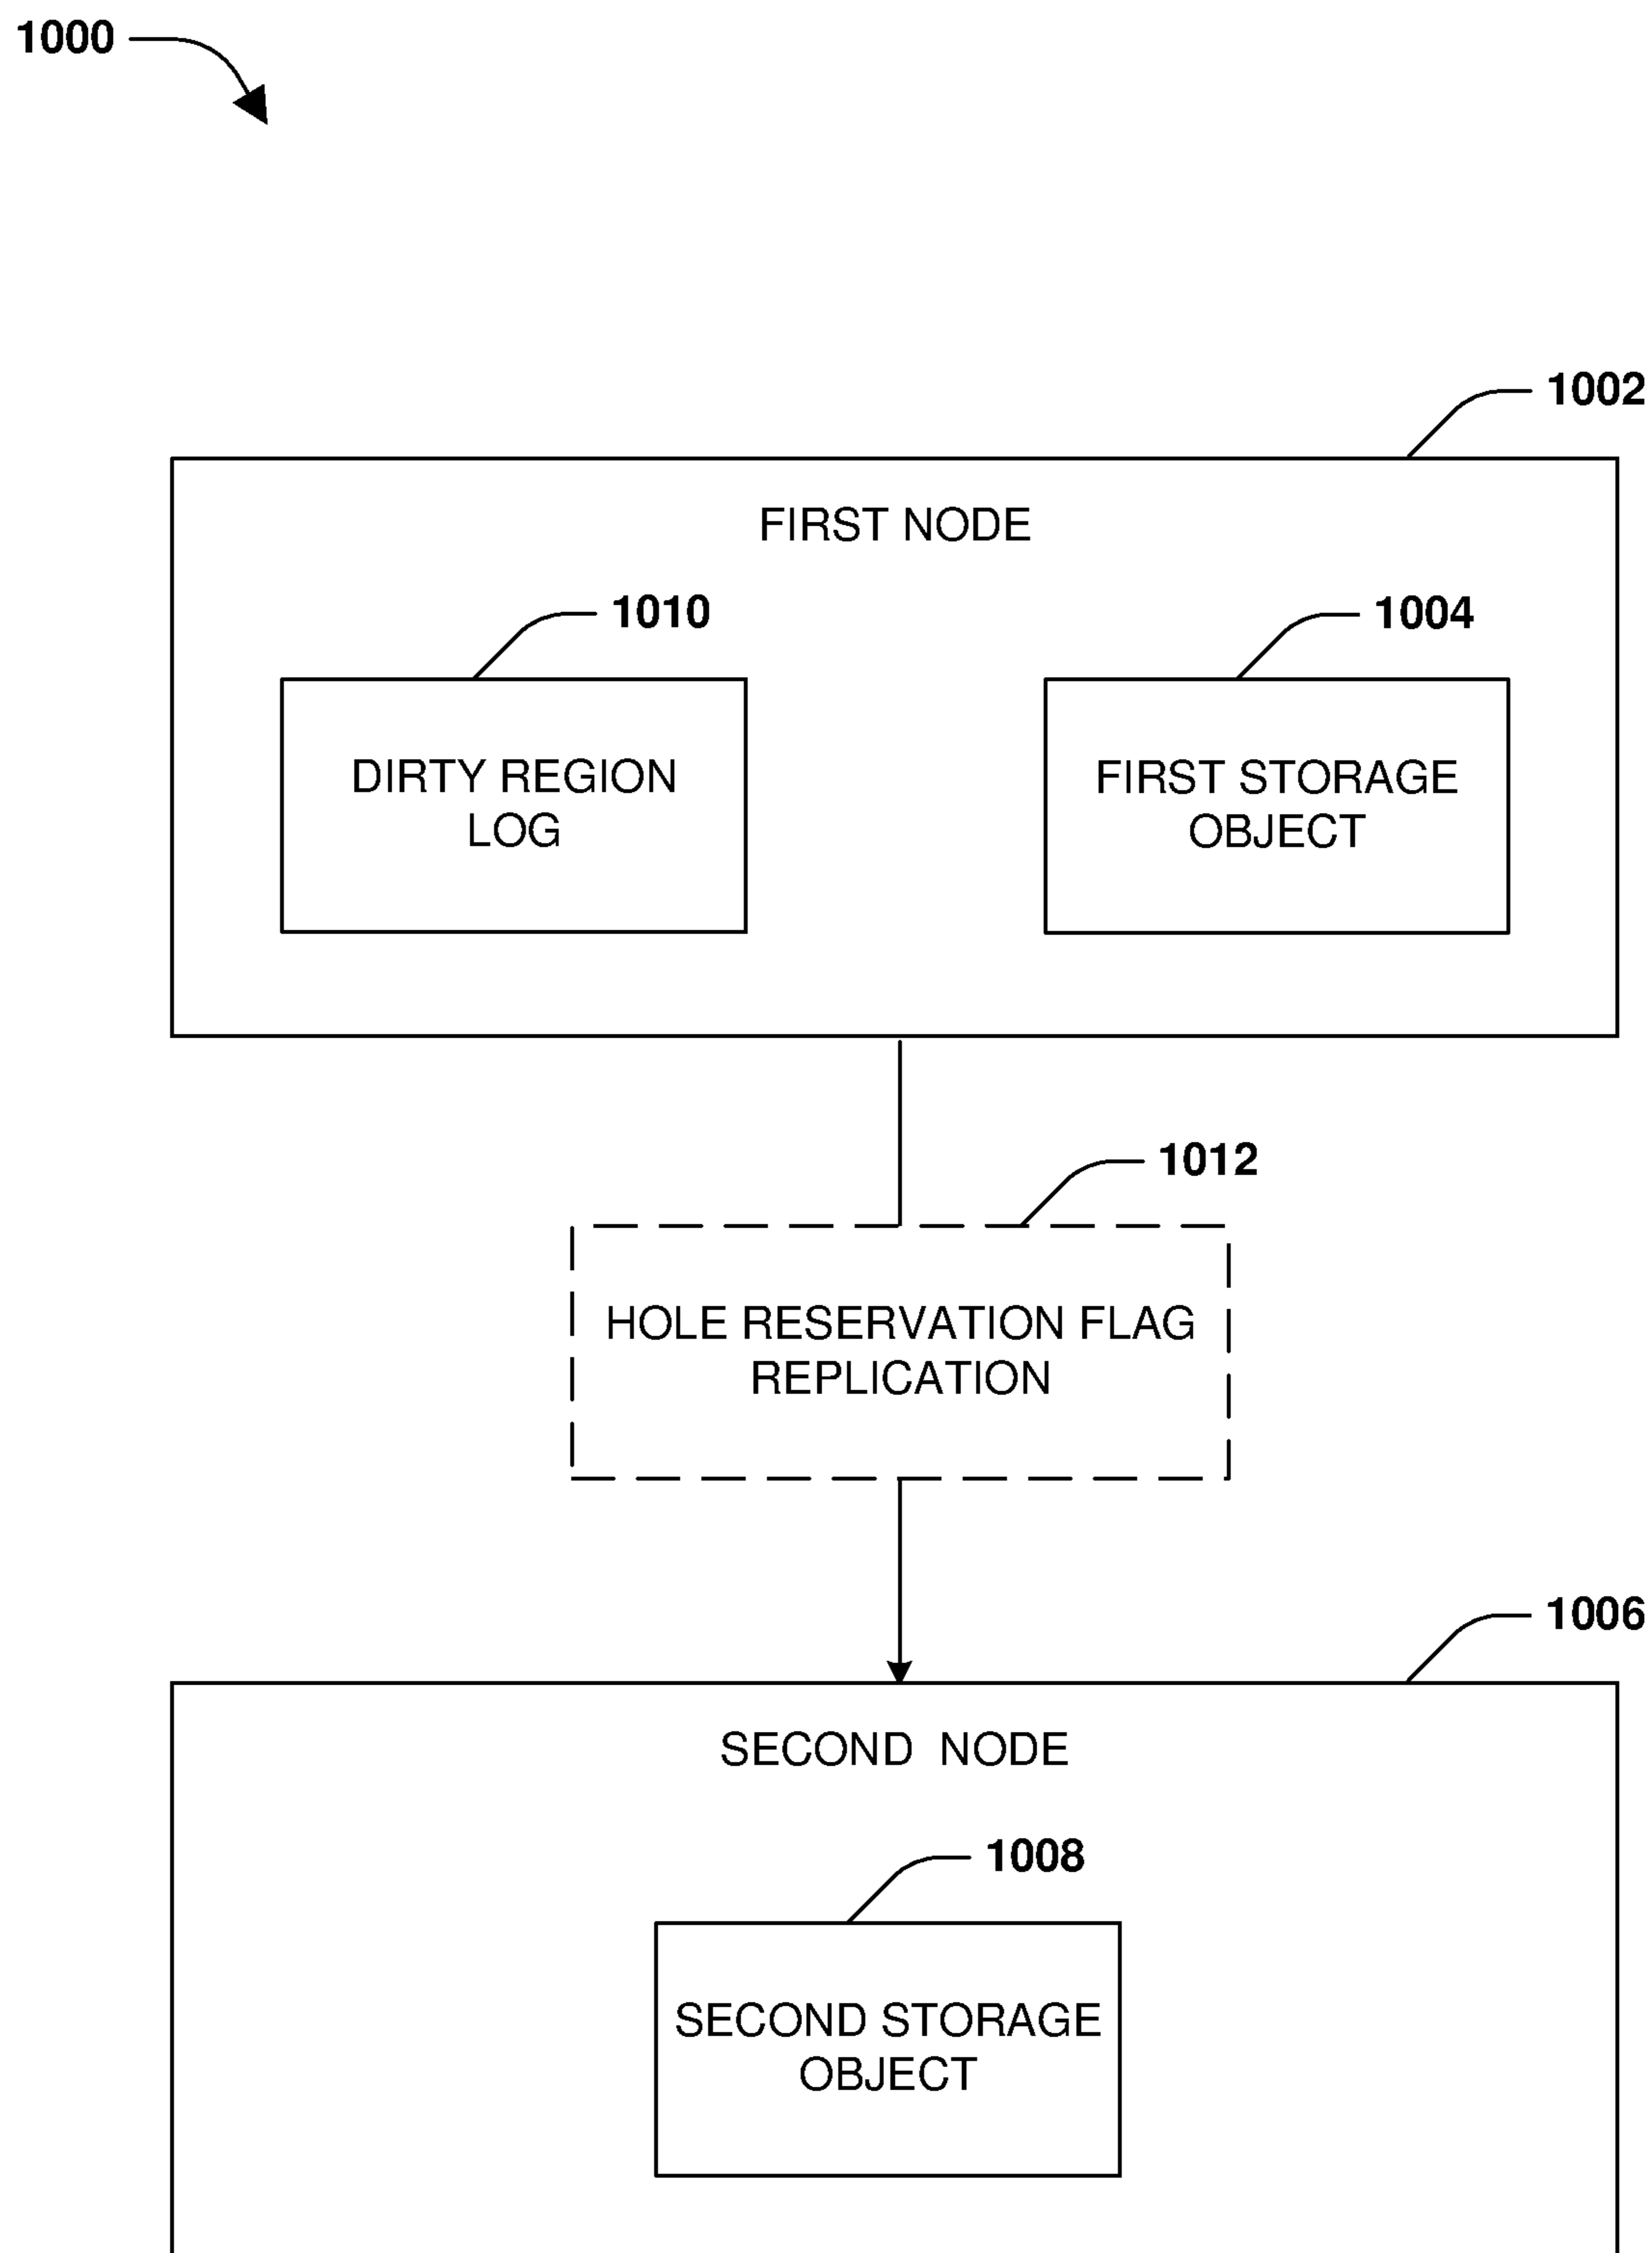 1000
1002
FIRST NODE
1010
1004
DIRTY REGION
LOG
FIRST STORAGE
OBJECT
1012
HOLE RESERVATION FLAG
REPLICATION
1006
SECOND NODE
1008
SECOND STORAGE
OBJECT